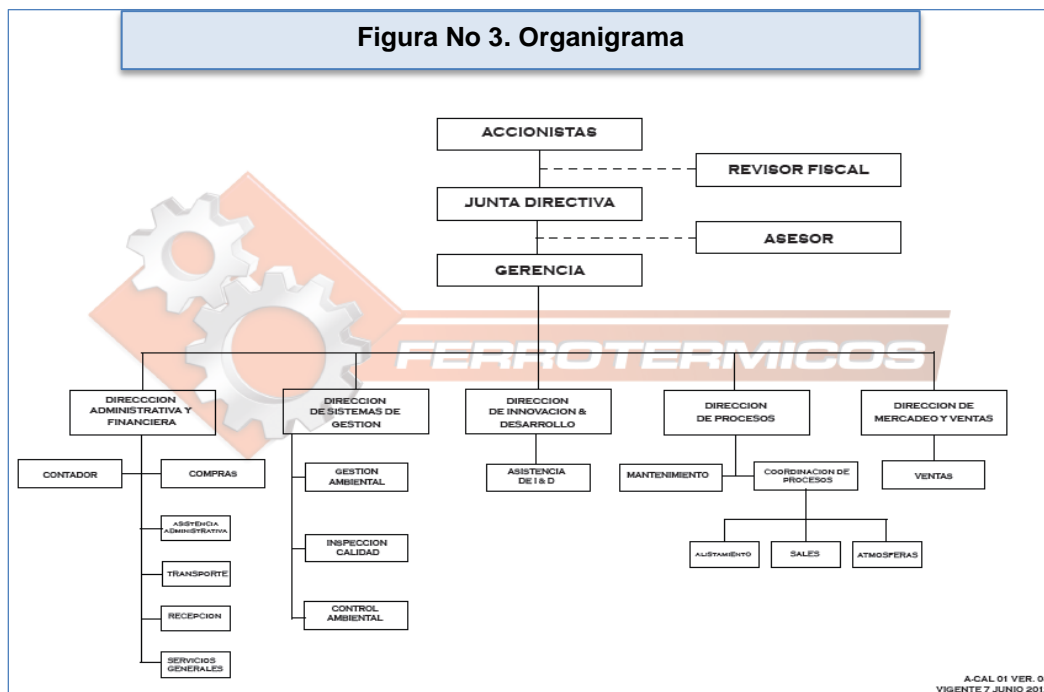 Figura No 3. Organigrama
ACCIONISTAS
REVISOR FISCAL
JUNTA DIRECTIVA
ASESOR
GERENCIA
FERROTERMICOS
DIRECCCION
ADMINISTRATIVA Y
FINANCIERA
DIRECCION
DE SISTEMAS DE
GESTION
DIRECCION
DE INNOVACION &
DESARROLLO
DIRECCION
DE PROCESOS
DIRECCION DE
MERCADEO Y VENTAS
CONTADOR
COMPRAS
GESTION
AMBIENTAL
ASISTENCIA
DE I & D
MANTENIMIENTO
COORDINACION DE
PROCESOS
VENTAS
ASISTENCIA
ADMINISTRATIVA
INSPECCION
CALIDAD
ALISTAMIENTO
SALES
ATMOSFERAS
TRANSPORTE
RECEPCION
CONTROL
AMBIENTAL
SERVICIOS
GENERALES
A-CAL 01 VER. 0
VIGENTE 7 JUNIO 201